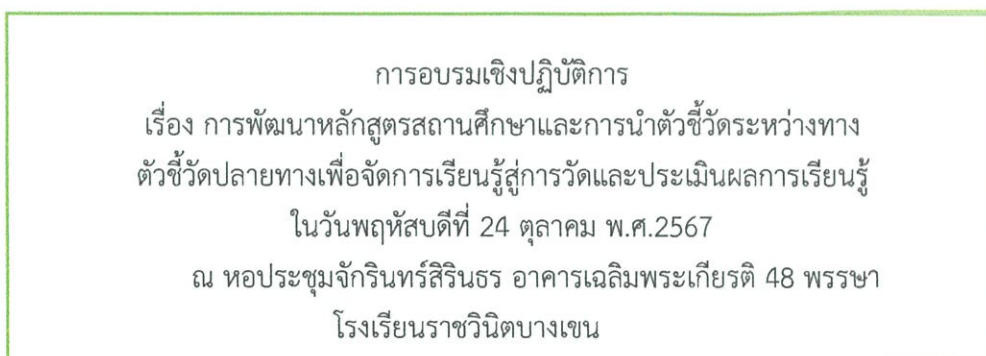 การอบรมเชิงปฏิบัติการ
เรื่อง การพัฒนาหลักสูตรสถานศึกษาและการนำตัวชี้วัดระหว่างทาง
ตัวชี้วัดปลายทางเพื่อจัดการเรียนรู้สู่การวัดและประเมินผลการเรียนรู้
ในวันพฤหัสบดีที่ 24 ตุลาคม พ.ศ.2567
ณ หอประชุมจักรินทร์สิรินธร อาคารเฉลิมพระเกียรติ 48 พรรษา
โรงเรียนราชวินิตบางเขน